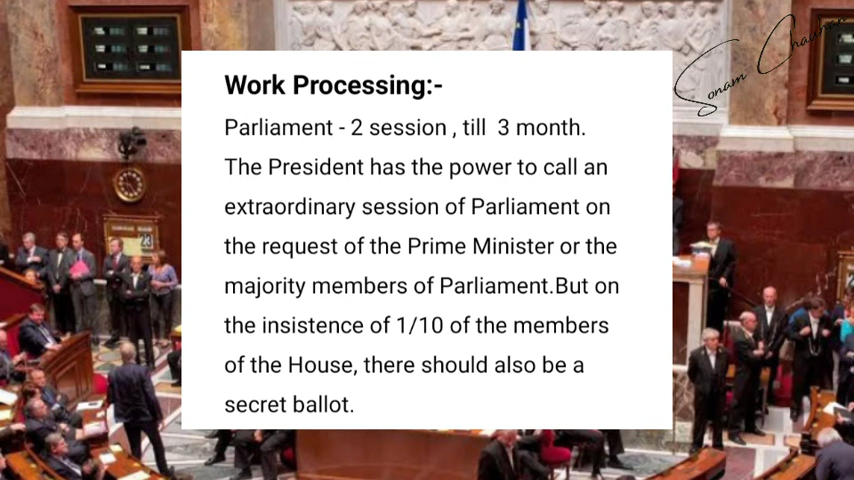 Sonam Chauhan
Work Processing:-
Parliament - 2 session , till 3 month.
The President has the power to call an
extraordinary session of Parliament on
the request of the Prime Minister or the
majority members of Parliament.But on
the insistence of 1/10 of the members
of the House, there should also be a
secret ballot.
23